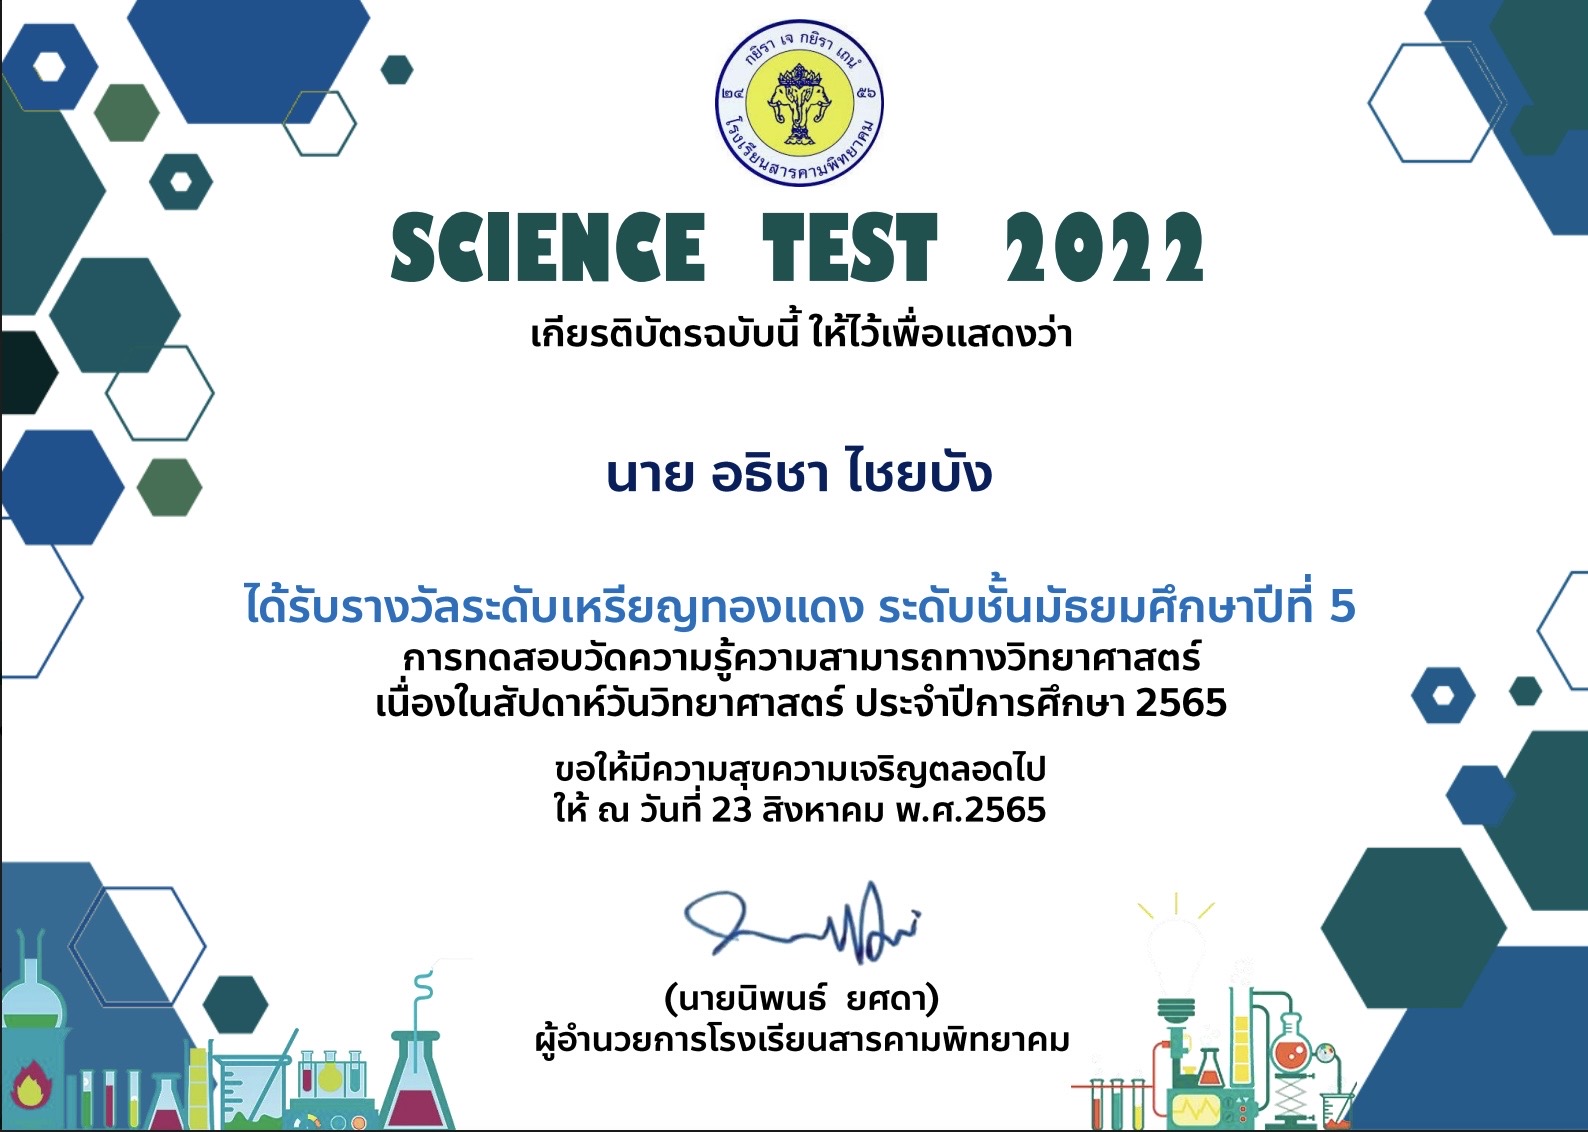 กยิรา เจ กยิรา เถนํ
๒๔ ๕๖
โรงเรียนสารคามพิทยาคม
SCIENCE TEST 2022
เกียรติบัตรฉบับนี้ ให้ไว้เพื่อแสดงว่า
นาย อธิชา ไชยบัง
ได้รับรางวัลระดับเหรียญทองแดง ระดับชั้นมัธยมศึกษาปีที่ 5
การทดสอบวัดความรู้ความสามารถทางวิทยาศาสตร์
เนื่องในสัปดาห์วันวิทยาศาสตร์ ประจำปีการศึกษา 2565
ขอให้มีความสุขความเจริญตลอดไป
ให้ ณ วันที่ 23 สิงหาคม พ.ศ.2565
(นายนิพนธ์ ยศดา)
ผู้อำนวยการโรงเรียนสารคามพิทยาคม